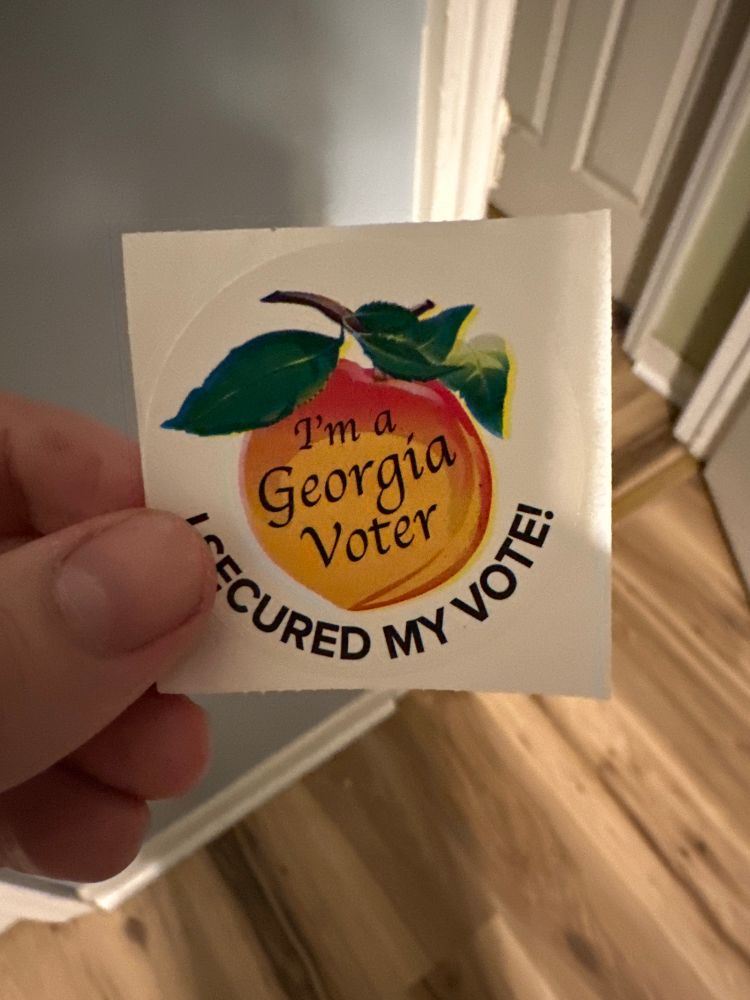 I'm a
Georgia
Voter
I SECURED MY VOTE!